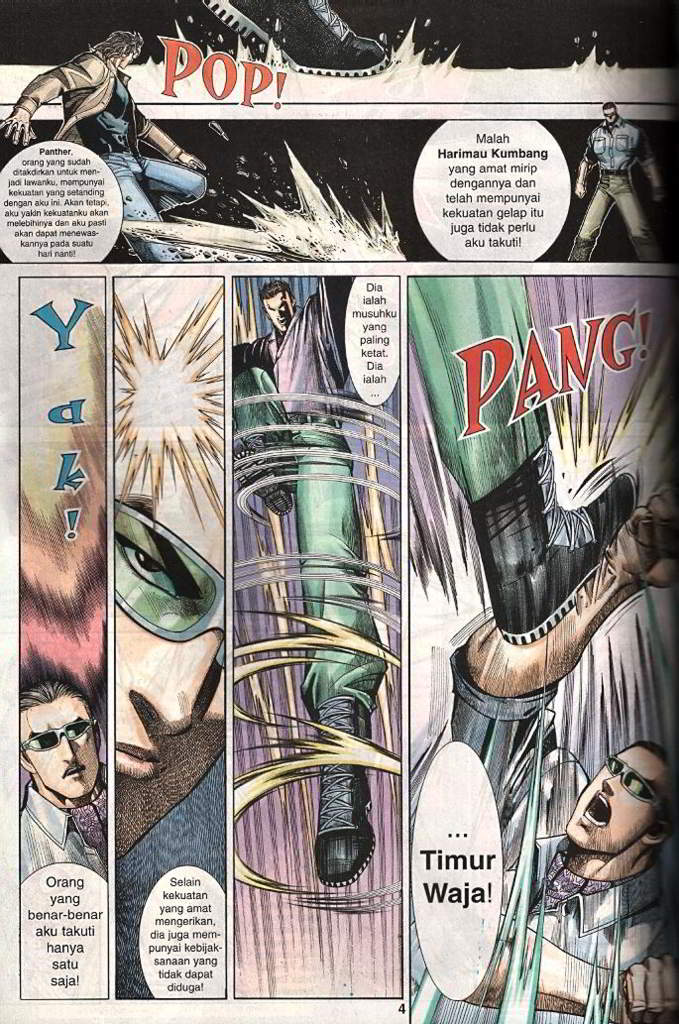 POP!
Panther,
orang yang sudah
ditakdirkan untuk men-
jadi lawanku, mempunyai
kekuatan yang setanding
dengan aku ini. Akan tetapi,
aku yakin kekuatanku akan
melebihinya dan aku pasti
akan dapat menewas-
kannya pada suatu
hari nanti!
Malah
Harimau Kumbang
yang amat mirip
dengannya dan
telah mempunyai
kekuatan gelap itu
juga tidak perlu
aku takuti!
Yak!
Orang
yang
benar-benar
aku takuti
hanya
satu
saja!
Selain
kekuatan
yang amat
mengerikan,
dia juga mem-
punyai kebijak-
sanaan yang
tidak dapat
diduga!
Dia
ialah
musuhku
yang
paling
ketat.
Dia
ialah
...
PANG!
...
Timur
Waja!
4